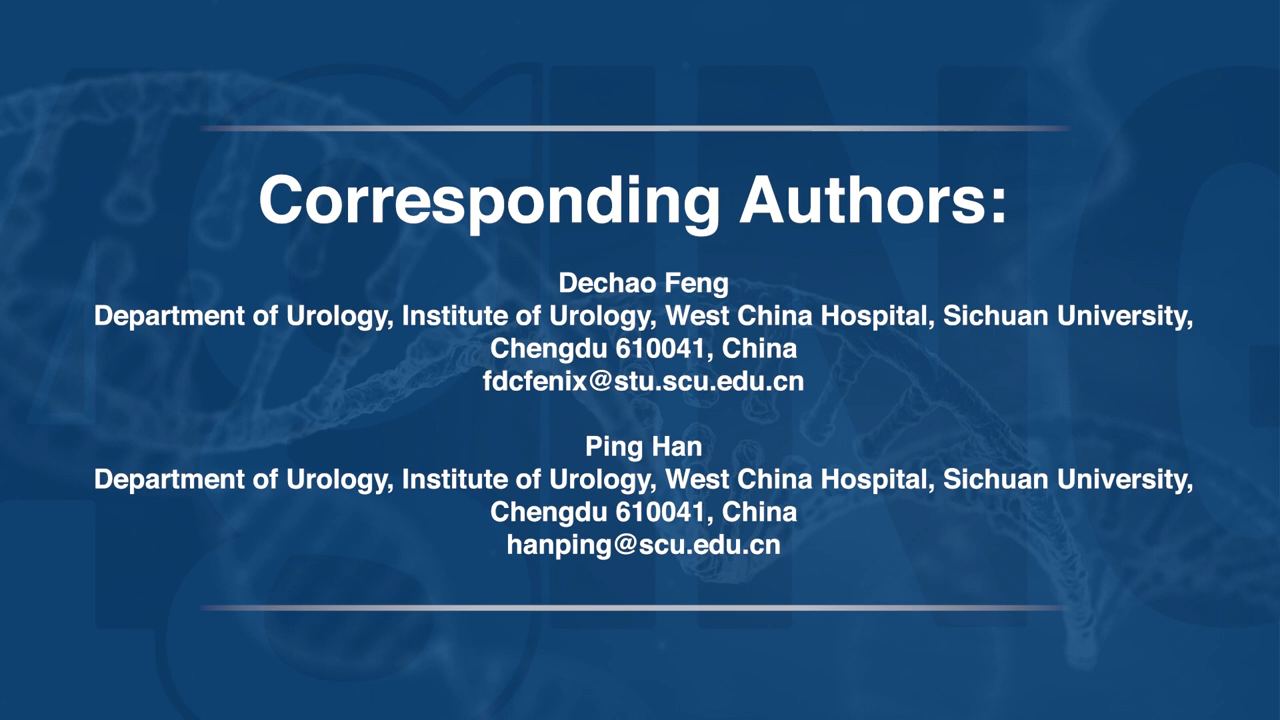 Corresponding Authors:
Dechao Feng
Department of Urology, Institute of Urology, West China Hospital, Sichuan University,
Chengdu 610041, China
fdcfenix@stu.scu.edu.cn
Ping Han
Department of Urology, Institute of Urology, West China Hospital, Sichuan University,
Chengdu 610041, China
hanping@scu.edu.cn